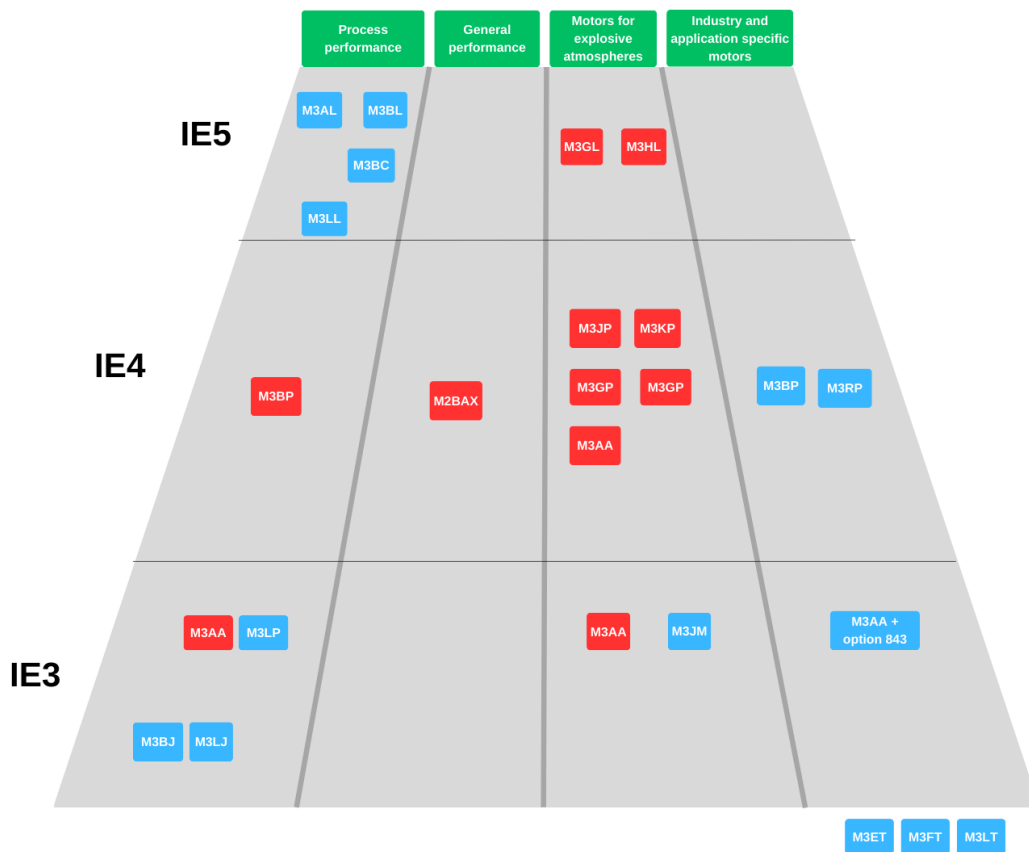 Process
performance
General
performance
Motors for
explosive
atmospheres
Industry and
application specific
motors
IE5
M3AL
M3BL
M3BC
M3LL
M3GL
M3HL
IE4
M3BP
M2BAX
M3JP
M3KP
M3GP
M3GP
M3AA
M3BP
M3RP
IE3
M3AA
M3LP
M3BJ
M3LJ
M3AA
M3JM
M3AA +
option 843
M3ET
M3FT
M3LT